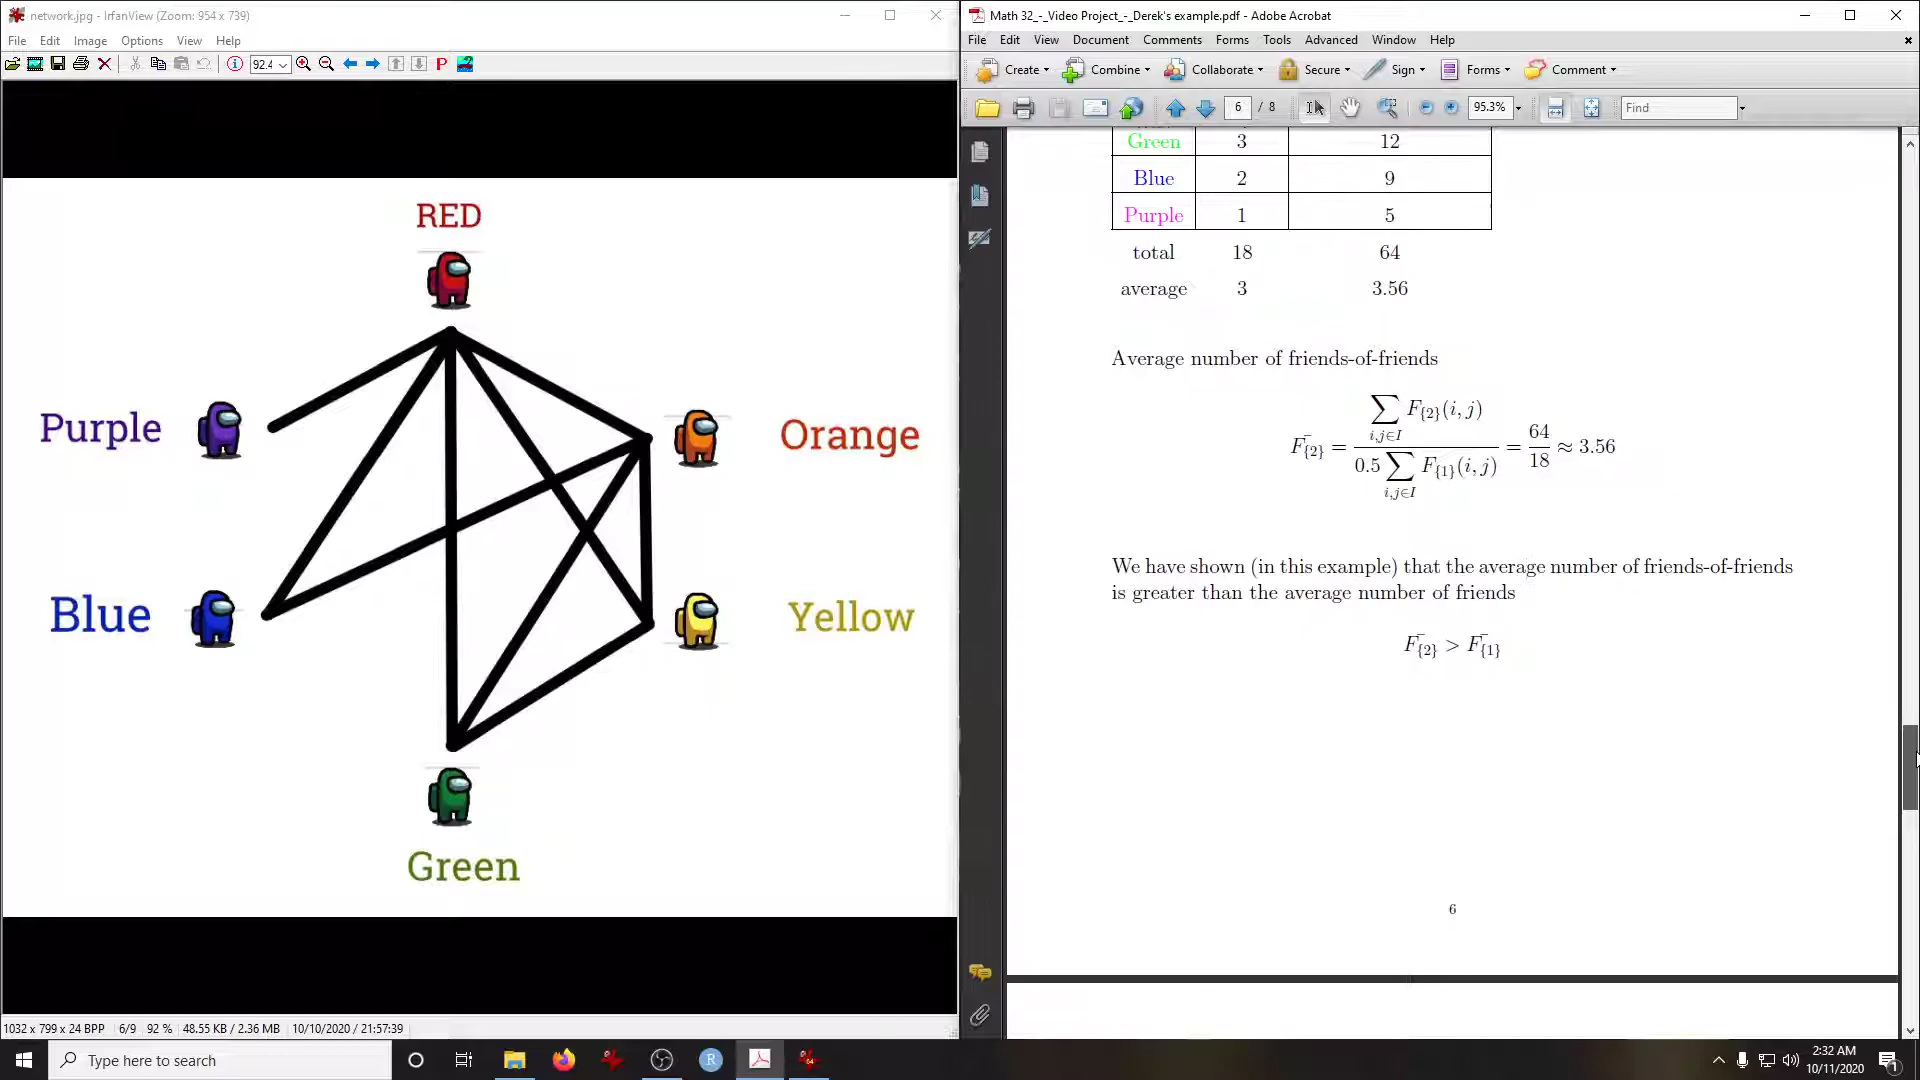 network.jpg - IrfanView (Zoom: 954 x 739)
File Edit Image Options View Help
92.4
RED
Purple
Orange
Blue
Yellow
Green
1032 x 799 x 24 BPP 6/9 92 % 48.55 KB / 2.36 MB 10/10/2020 / 21:57:39
Math 32_-_Video Project_-_Derek's example.pdf - Adobe Acrobat
File Edit View Document Comments Forms Tools Advanced Window Help
Create Combine Collaborate Secure Sign Forms Comment
6 / 8 95.3% Find
Green 3 12
Blue 2 9
Purple 1 5
total 18 64
average 3 3.56
Average number of friends-of-friends
F̄_{2} = ∑_{i,j∈I} F_{2}(i, j) / 0.5 ∑_{i,j∈I} F_{1}(i, j) = 64/18 ≈ 3.56
We have shown (in this example) that the average number of friends-of-friends
is greater than the average number of friends
F̄_{2} > F̄_{1}
6
Type here to search
2:32 AM
10/11/2020